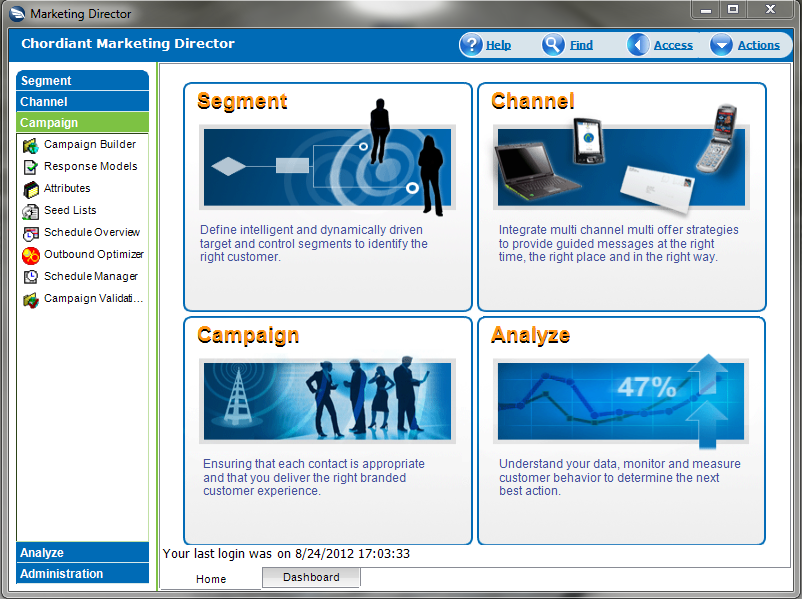 Marketing Director
Chordiant Marketing Director
Help
Find
Access
Actions
Segment
Channel
Campaign
Campaign Builder
Response Models
Attributes
Seed Lists
Schedule Overview
Outbound Optimizer
Schedule Manager
Campaign Validati...
Analyze
Administration
Segment
Define intelligent and dynamically driven
target and control segments to identify the
right customer.
Channel
Integrate multi channel multi offer strategies
to provide guided messages at the right
time, the right place and in the right way.
Campaign
Ensuring that each contact is appropriate
and that you deliver the right branded
customer experience.
Analyze
47%
Understand your data, monitor and measure
customer behavior to determine the next
best action.
Your last login was on 8/24/2012 17:03:33
Home
Dashboard